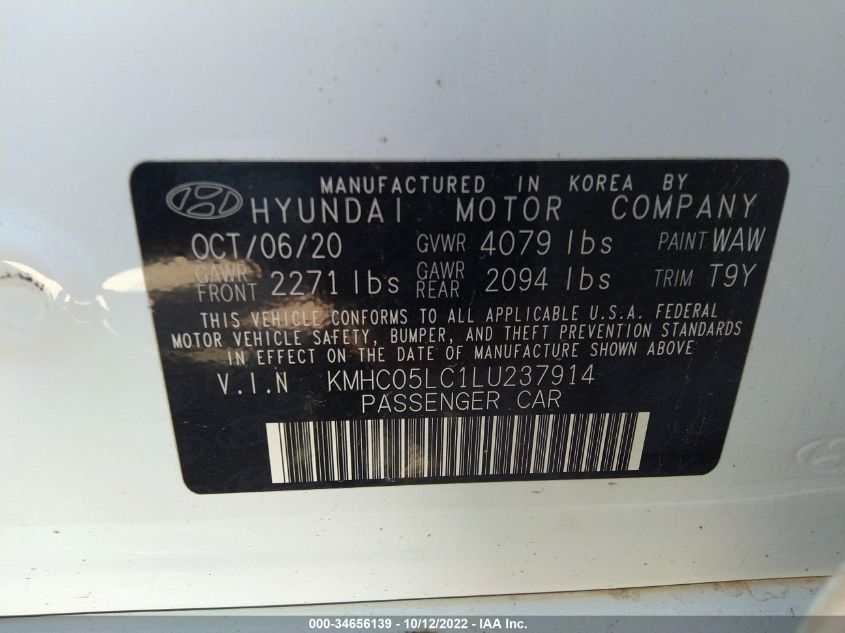 MANUFACTURED IN KOREA BY
HYUNDAI MOTOR COMPANY
OCT/06/20 GVWR 4079 lbs PAINT WAW
GAWR FRONT 2271 lbs GAWR REAR 2094 lbs TRIM T9Y
THIS VEHICLE CONFORMS TO ALL APPLICABLE U.S.A. FEDERAL
MOTOR VEHICLE SAFETY, BUMPER, AND THEFT PREVENTION STANDARDS
IN EFFECT ON THE DATE OF MANUFACTURE SHOWN ABOVE
V.I.N KMHC05LC1LU237914
PASSENGER CAR
000-34656139 - 10/12/2022 - IAA Inc.